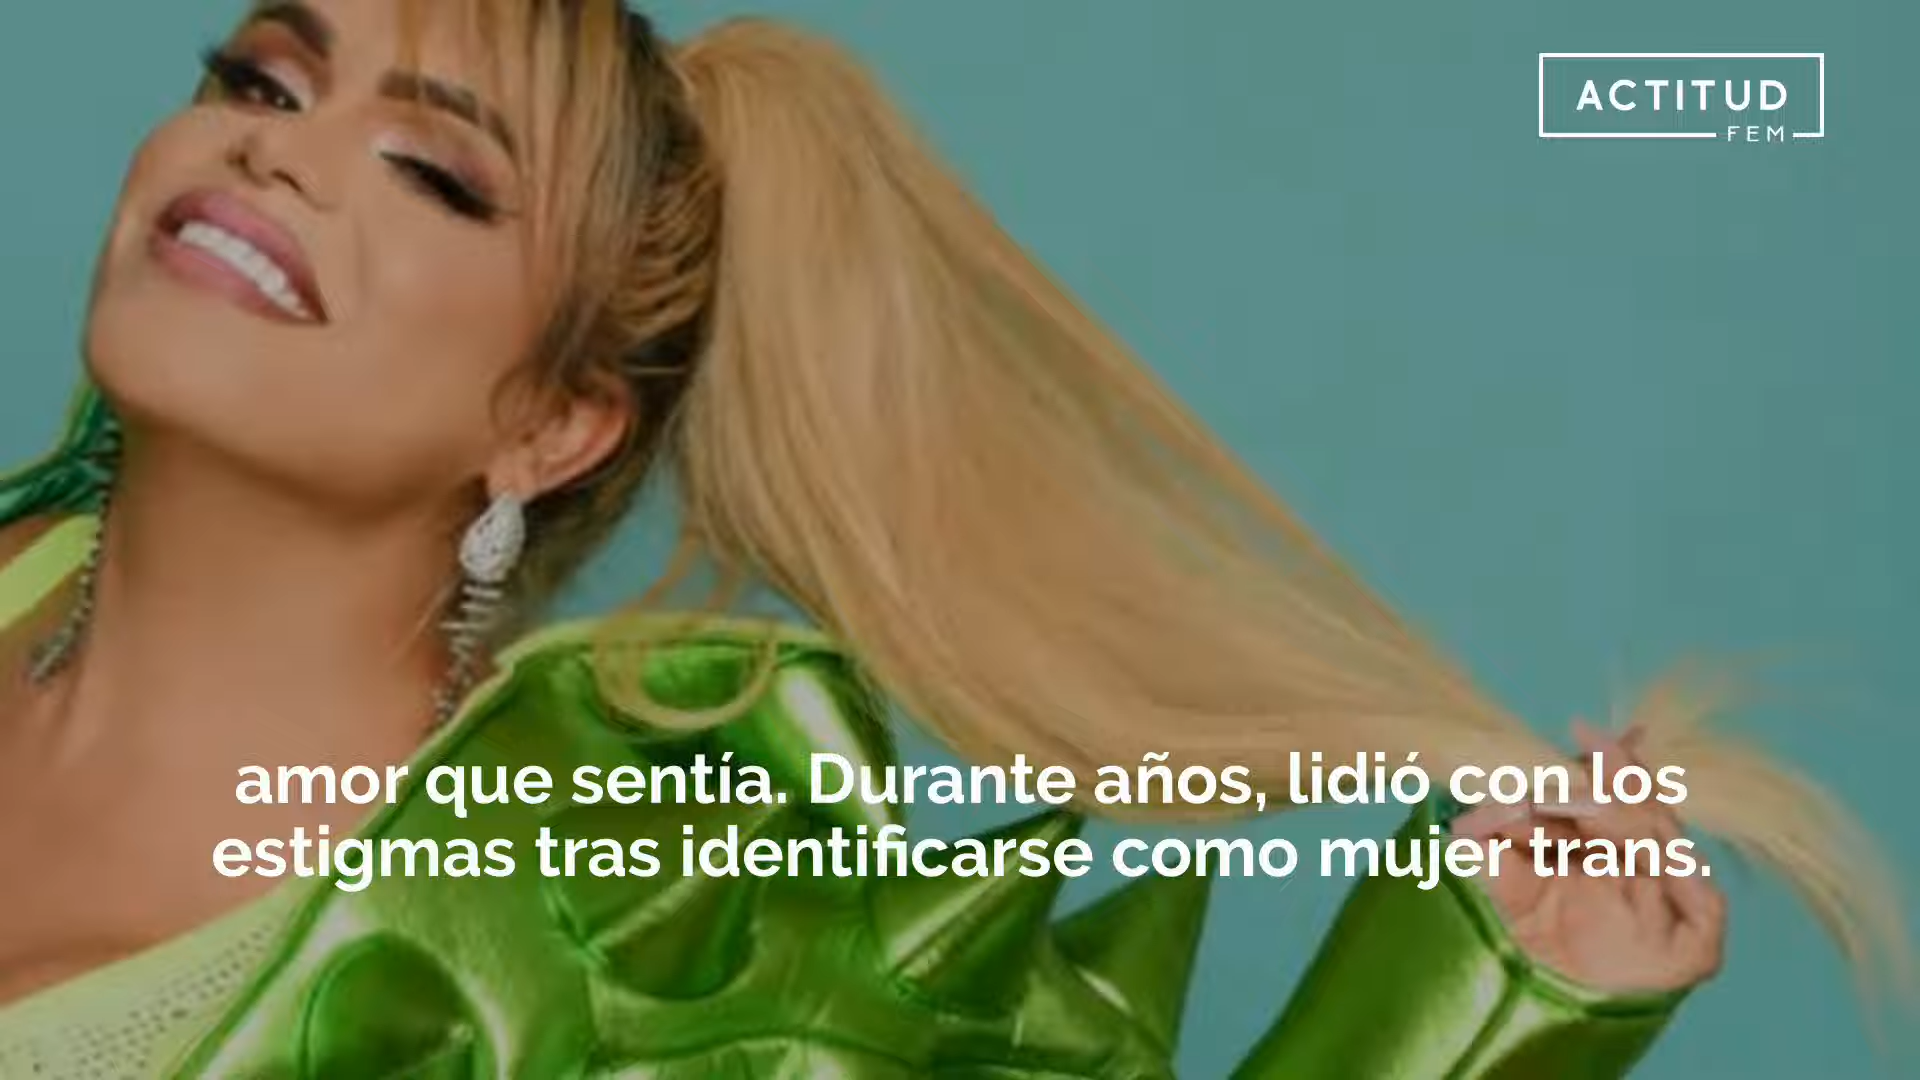 ACTITUD
FEM
amor que sentía. Durante años, lidió con los
estigmas tras identificarse como mujer trans.